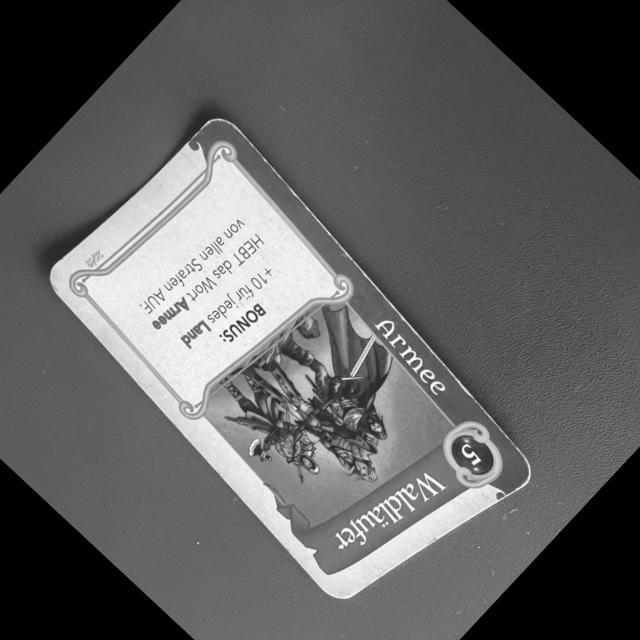 5
Waldläufer
Armee
BONUS:
+10 für jedes Land
HEBT das Wort Armee
von allen Strafen AUF.